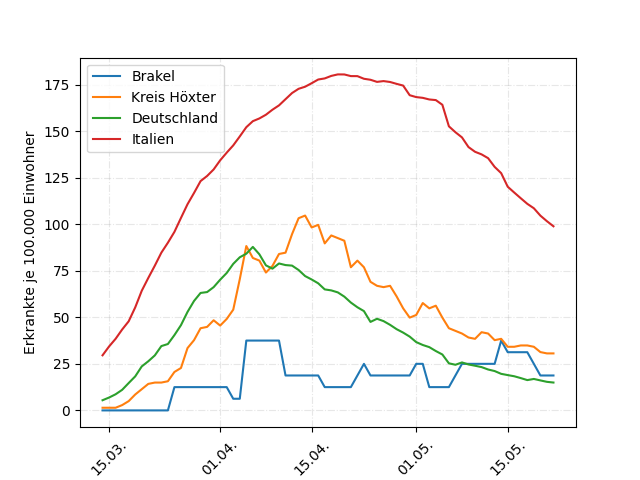 Brakel
Kreis Höxter
Deutschland
Italien
Erkrankte je 100.000 Einwohner
175
150
125
100
75
50
25
0
15.03.
01.04.
15.04.
01.05.
15.05.